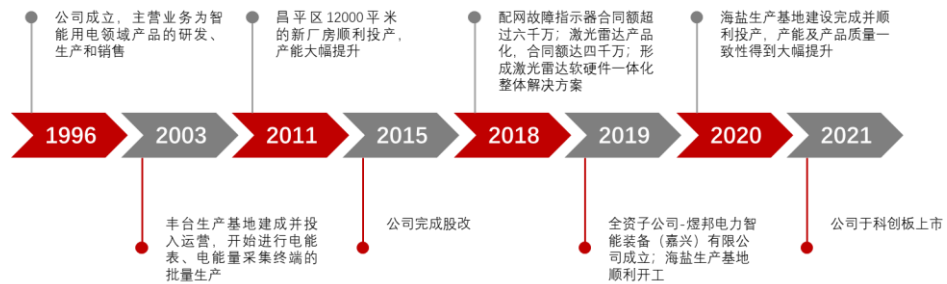 公司成立，主营业务为智
能用电领域产品的研发、
生产和销售
昌平区12000平米
的新厂房顺利投产，
产能大幅提升
配网故障指示器合同额超
过六千万；激光雷达产品
化，合同额达四千万；形
成激光雷达软硬件一体化
整体解决方案
海盐生产基地建设完成并顺
利投产，产能及产品质量一
致性得到大幅提升
1996
2003
2011
2015
2018
2019
2020
2021
丰台生产基地建成并投
入运营，开始进行电能
表、电能量采集终端的
批量生产
公司完成股改
全资子公司-煜邦电力智
能装备（嘉兴）有限公
司成立；海盐生产基地
顺利开工
公司于科创板上市